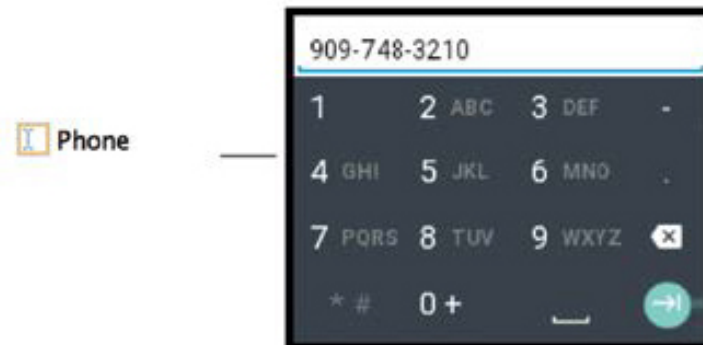 909-748-3210
Phone
1 2 ABC 3 DEF -
4 GHI 5 JKL 6 MNO .
7 PQRS 8 TUV 9 WXYZ
* # 0 +